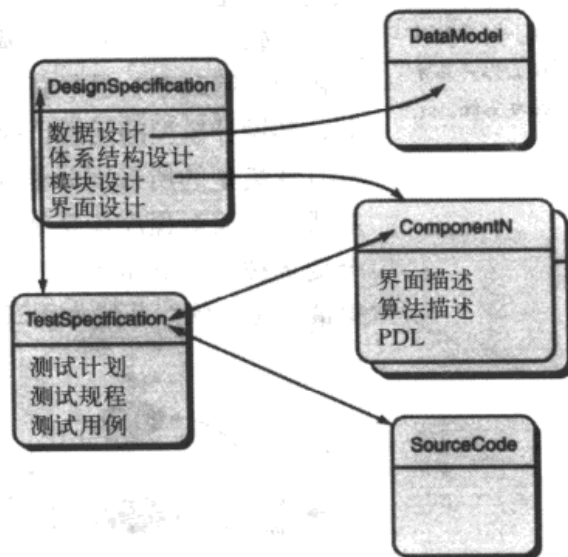 DataModel
DesignSpecification
数据设计
体系结构设计
模块设计
界面设计
ComponentN
界面描述
算法描述
PDL
TestSpecification
测试计划
测试规程
测试用例
SourceCode